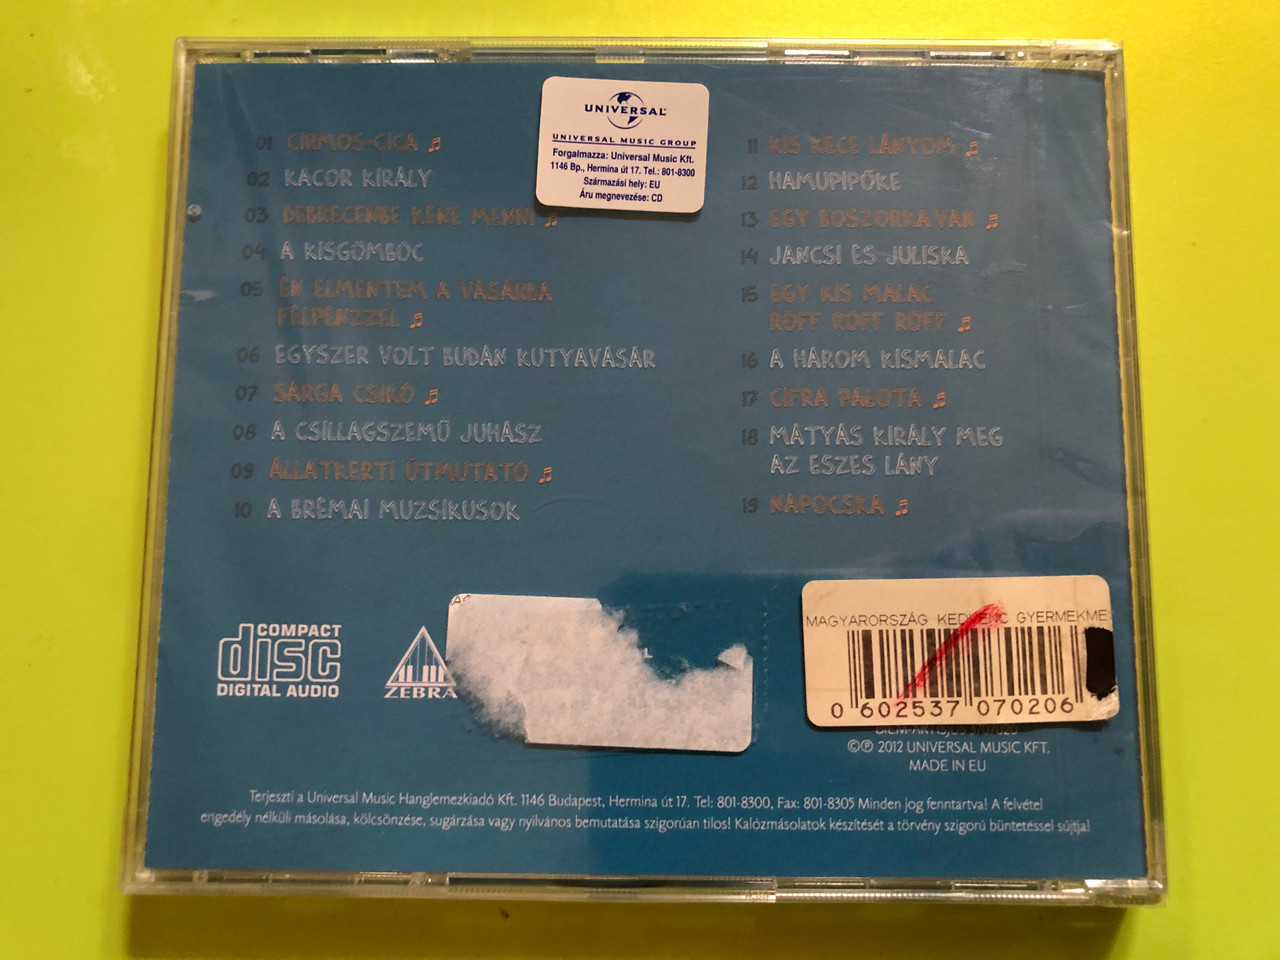 UNIVERSAL
UNIVERSAL MUSIC GROUP
Forgalmazza: Universal Music Kft.
1146 Bp., Hermina út 17. Tel.: 801-8300
Származási hely: EU
Áru megnevezése: CD
01 CIRMOS-CICA
02 KACOR KIRÁLY
03 DEBRECENBE KÉNE MENNI
04 A KISGÖMBÖC
05 ÉN ELMENTEM A VÁSÁRBA
FÉLPÉNZZEL
06 EGYSZER VOLT BUDÁN KUTYAVÁSÁR
07 SÁRGA CSIKÓ
08 A CSILLAGSZEMŰ JUHÁSZ
09 ÁLLATKERTI ÚTMUTATÓ
10 A BRÉMAI MUZSIKUSOK
11 KIS KECE LÁNYOM
12 HAMUPIPŐKE
13 EGY BOSZORKA VAN
14 JANCSI ÉS JULISKA
15 EGY KIS MALAC
RÖFF RÖFF RÖFF
16 A HÁROM KISMALAC
17 CIFRA PALOTA
18 MÁTYÁS KIRÁLY MEG
AZ ESZES LÁNY
19 NAPOCSKA
COMPACT
disc
DIGITAL AUDIO
ZEBRA
MAGYARORSZÁG KEDVENC GYERMEKME
0 602537 070206
©℗ 2012 UNIVERSAL MUSIC KFT.
MADE IN EU
Terjeszti a Universal Music Hanglemezkiadó Kft. 1146 Budapest, Hermina út 17. Tel: 801-8300, Fax: 801-8305 Minden jog fenntartva! A felvétel
engedély nélküli másolása, kölcsönzése, sugárzása vagy nyilvános bemutatása szigorúan tilos! Kalózmásolatok készítését a törvény szigorú büntetéssel sújtja!